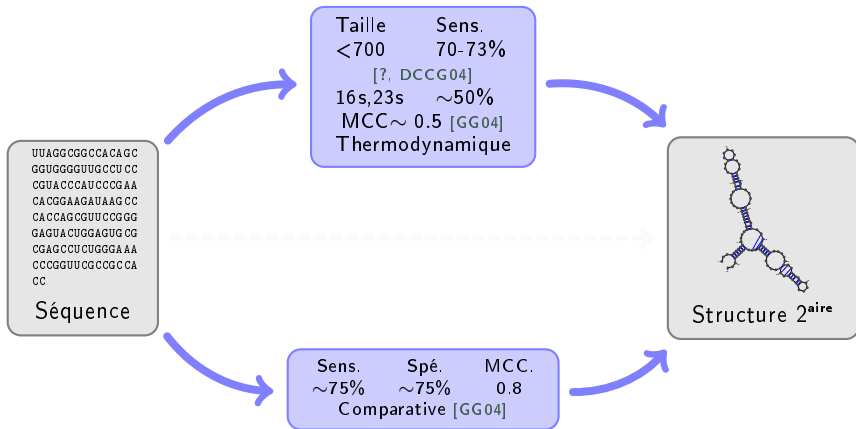 Taille Sens.
<700 70-73%
[?, DCCG04]
16s,23s ~50%
MCC~ 0.5 [GG04]
Thermodynamique
UUAGGCGGCCACAGC
GGUGGGGUUGCCUCC
CGUACCCAUCCCGAA
CACGGAAGAUAAGCC
CACCAGCGUUCCGGG
GAGUACUGGAGUGCG
CGAGCCUCUGGGAAA
CCCGGUUCGCCGCCA
CC
Séquence
Structure 2aire
Sens. Spé. MCC.
~75% ~75% 0.8
Comparative [GG04]